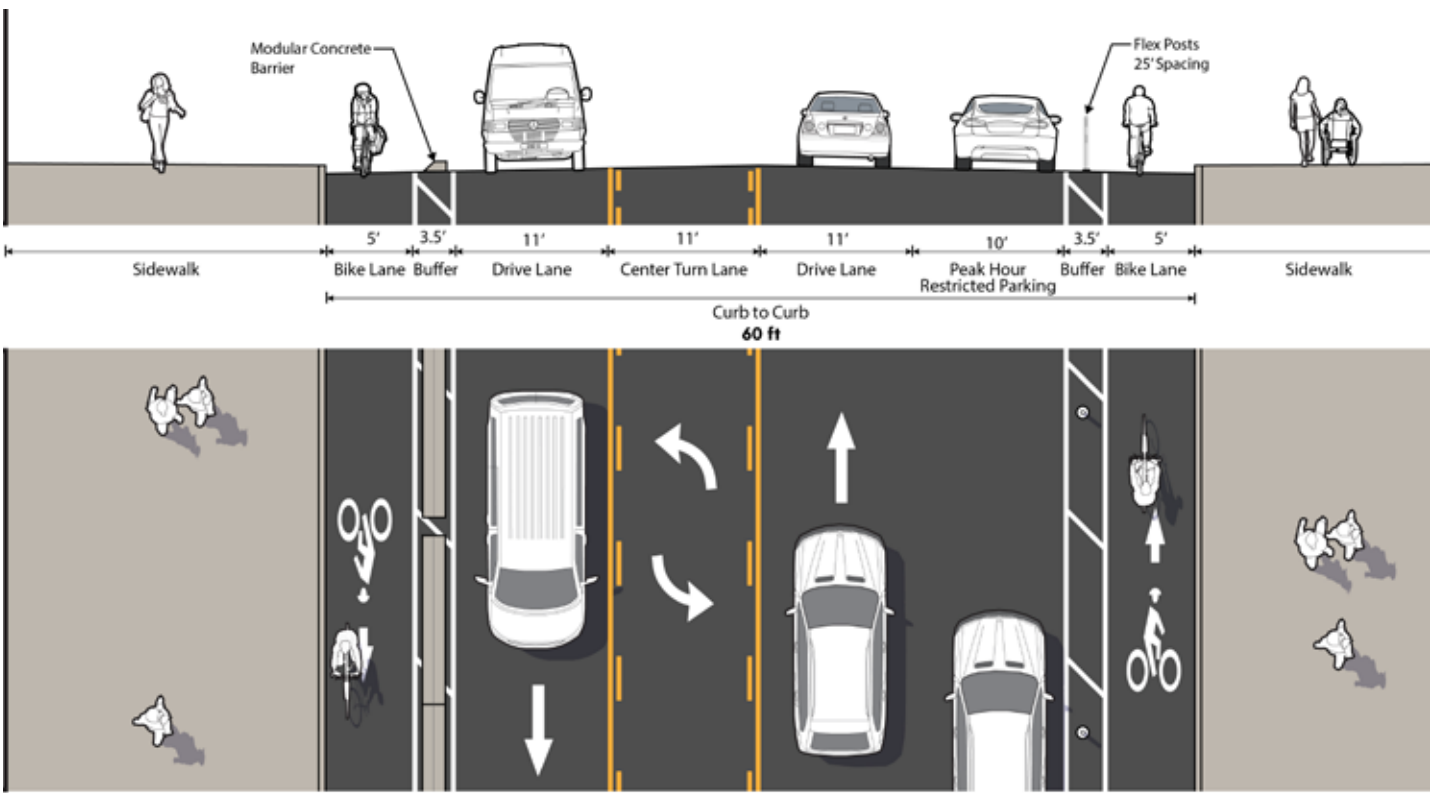 Modular Concrete
Barrier
Flex Posts
25' Spacing
5' 3.5' 11' 11' 11' 10' 3.5' 5'
Sidewalk Bike Lane Buffer Drive Lane Center Turn Lane Drive Lane Peak Hour Buffer Bike Lane Sidewalk
Restricted Parking
Curb to Curb
60 ft